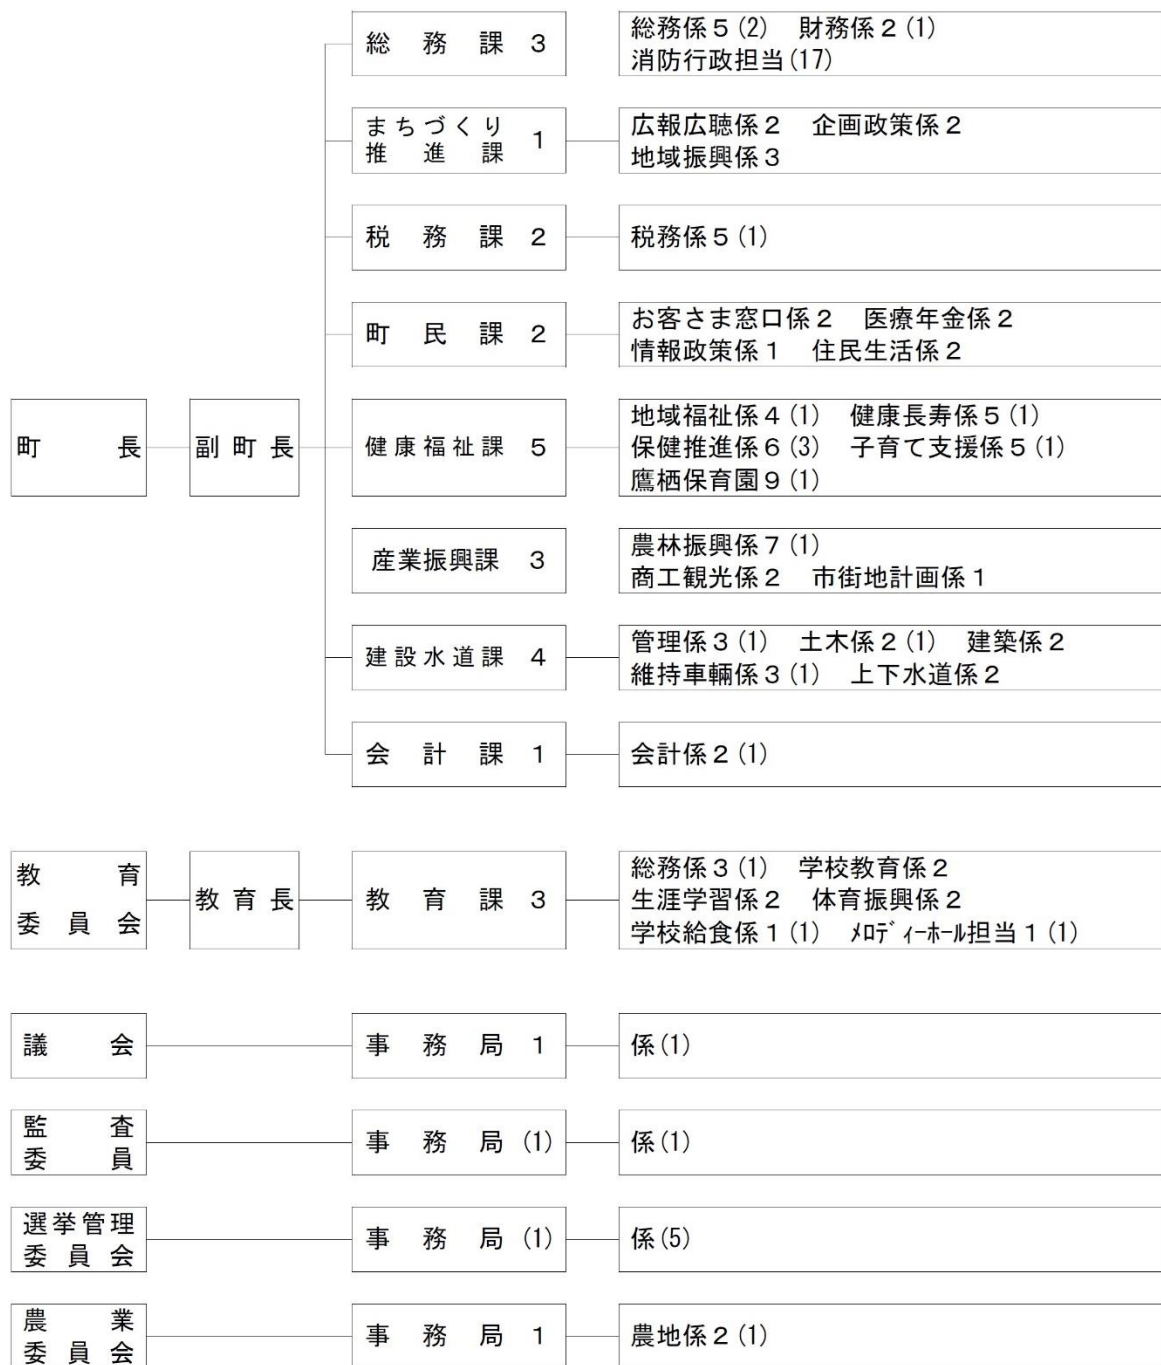 総務課 3
総務係5(2) 財務係2(1)
消防行政担当(17)
まちづくり
推進課 1
広報広聴係2 企画政策係2
地域振興係3
税務課 2
税務係5(1)
町民課 2
お客さま窓口係2 医療年金係2
情報政策係1 住民生活係2
町長
副町長
健康福祉課 5
地域福祉係4(1) 健康長寿係5(1)
保健推進係6(3) 子育て支援係5(1)
鷹栖保育園9(1)
産業振興課 3
農林振興係7(1)
商工観光係2 市街地計画係1
建設水道課 4
管理係3(1) 土木係2(1) 建築係2
維持車輛係3(1) 上下水道係2
会計課 1
会計係2(1)
教育
委員会
教育長
教育課 3
総務係3(1) 学校教育係2
生涯学習係2 体育振興係2
学校給食係1(1) メロディーホール担当1(1)
議会
事務局 1
係(1)
監査
委員
事務局(1)
係(1)
選挙管理
委員会
事務局(1)
係(5)
農業
委員会
事務局 1
農地係2(1)